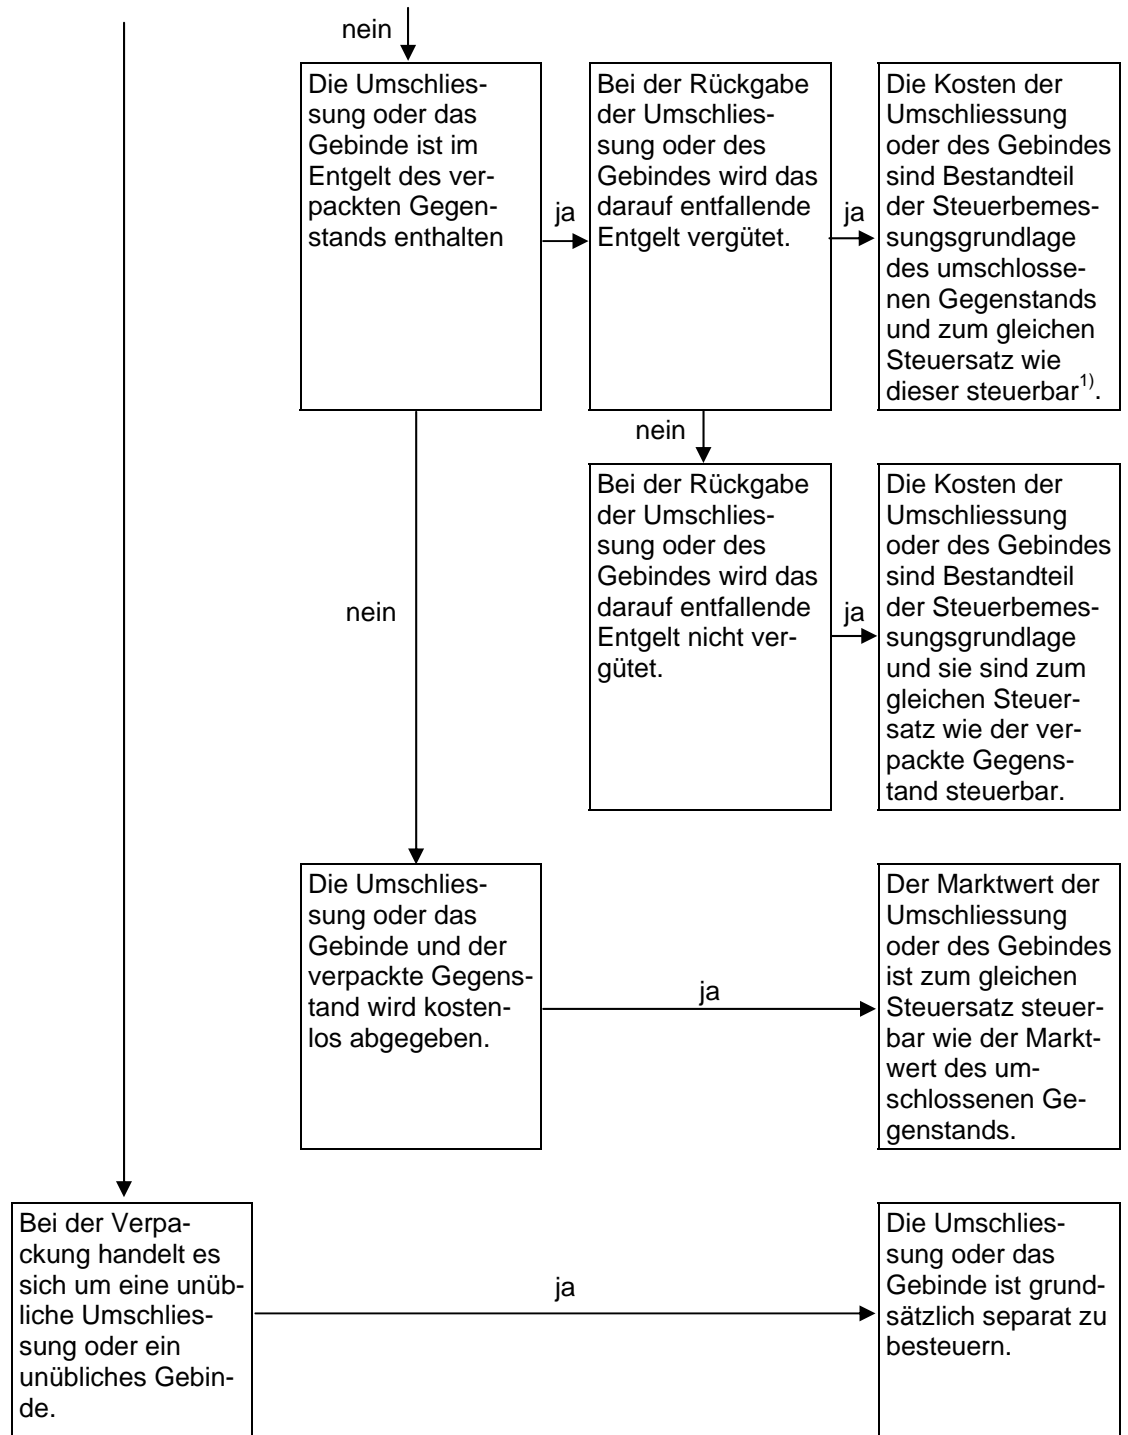 nein
Die Umschlies-
sung oder das
Gebinde ist im
Entgelt des ver-
packten Gegen-
stands enthalten
ja
Bei der Rückgabe
der Umschlies-
sung oder des
Gebindes wird das
darauf entfallende
Entgelt vergütet.
ja
Die Kosten der
Umschliessung
oder des Gebindes
sind Bestandteil
der Steuerbemes-
sungsgrundlage
des umschlosse-
nen Gegenstands
und zum gleichen
Steuersatz wie
dieser steuerbar1).
nein
Bei der Rückgabe
der Umschlies-
sung oder des
Gebindes wird das
darauf entfallende
Entgelt nicht ver-
gütet.
ja
Die Kosten der
Umschliessung
oder des Gebindes
sind Bestandteil
der Steuerbemes-
sungsgrundlage
und sie sind zum
gleichen Steuer-
satz wie der ver-
packte Gegens-
tand steuerbar.
nein
Die Umschlies-
sung oder das
Gebinde und der
verpackte Gegens-
tand wird kosten-
los abgegeben.
ja
Der Marktwert der
Umschliessung
oder des Gebindes
ist zum gleichen
Steuersatz steuer-
bar wie der Markt-
wert des um-
schlossenen Ge-
genstands.
Bei der Verpa-
ckung handelt es
sich um eine unüb-
liche Umschlies-
sung oder ein
unübliches Gebin-
de.
ja
Die Umschlies-
sung oder das
Gebinde ist grund-
sätzlich separat zu
besteuern.